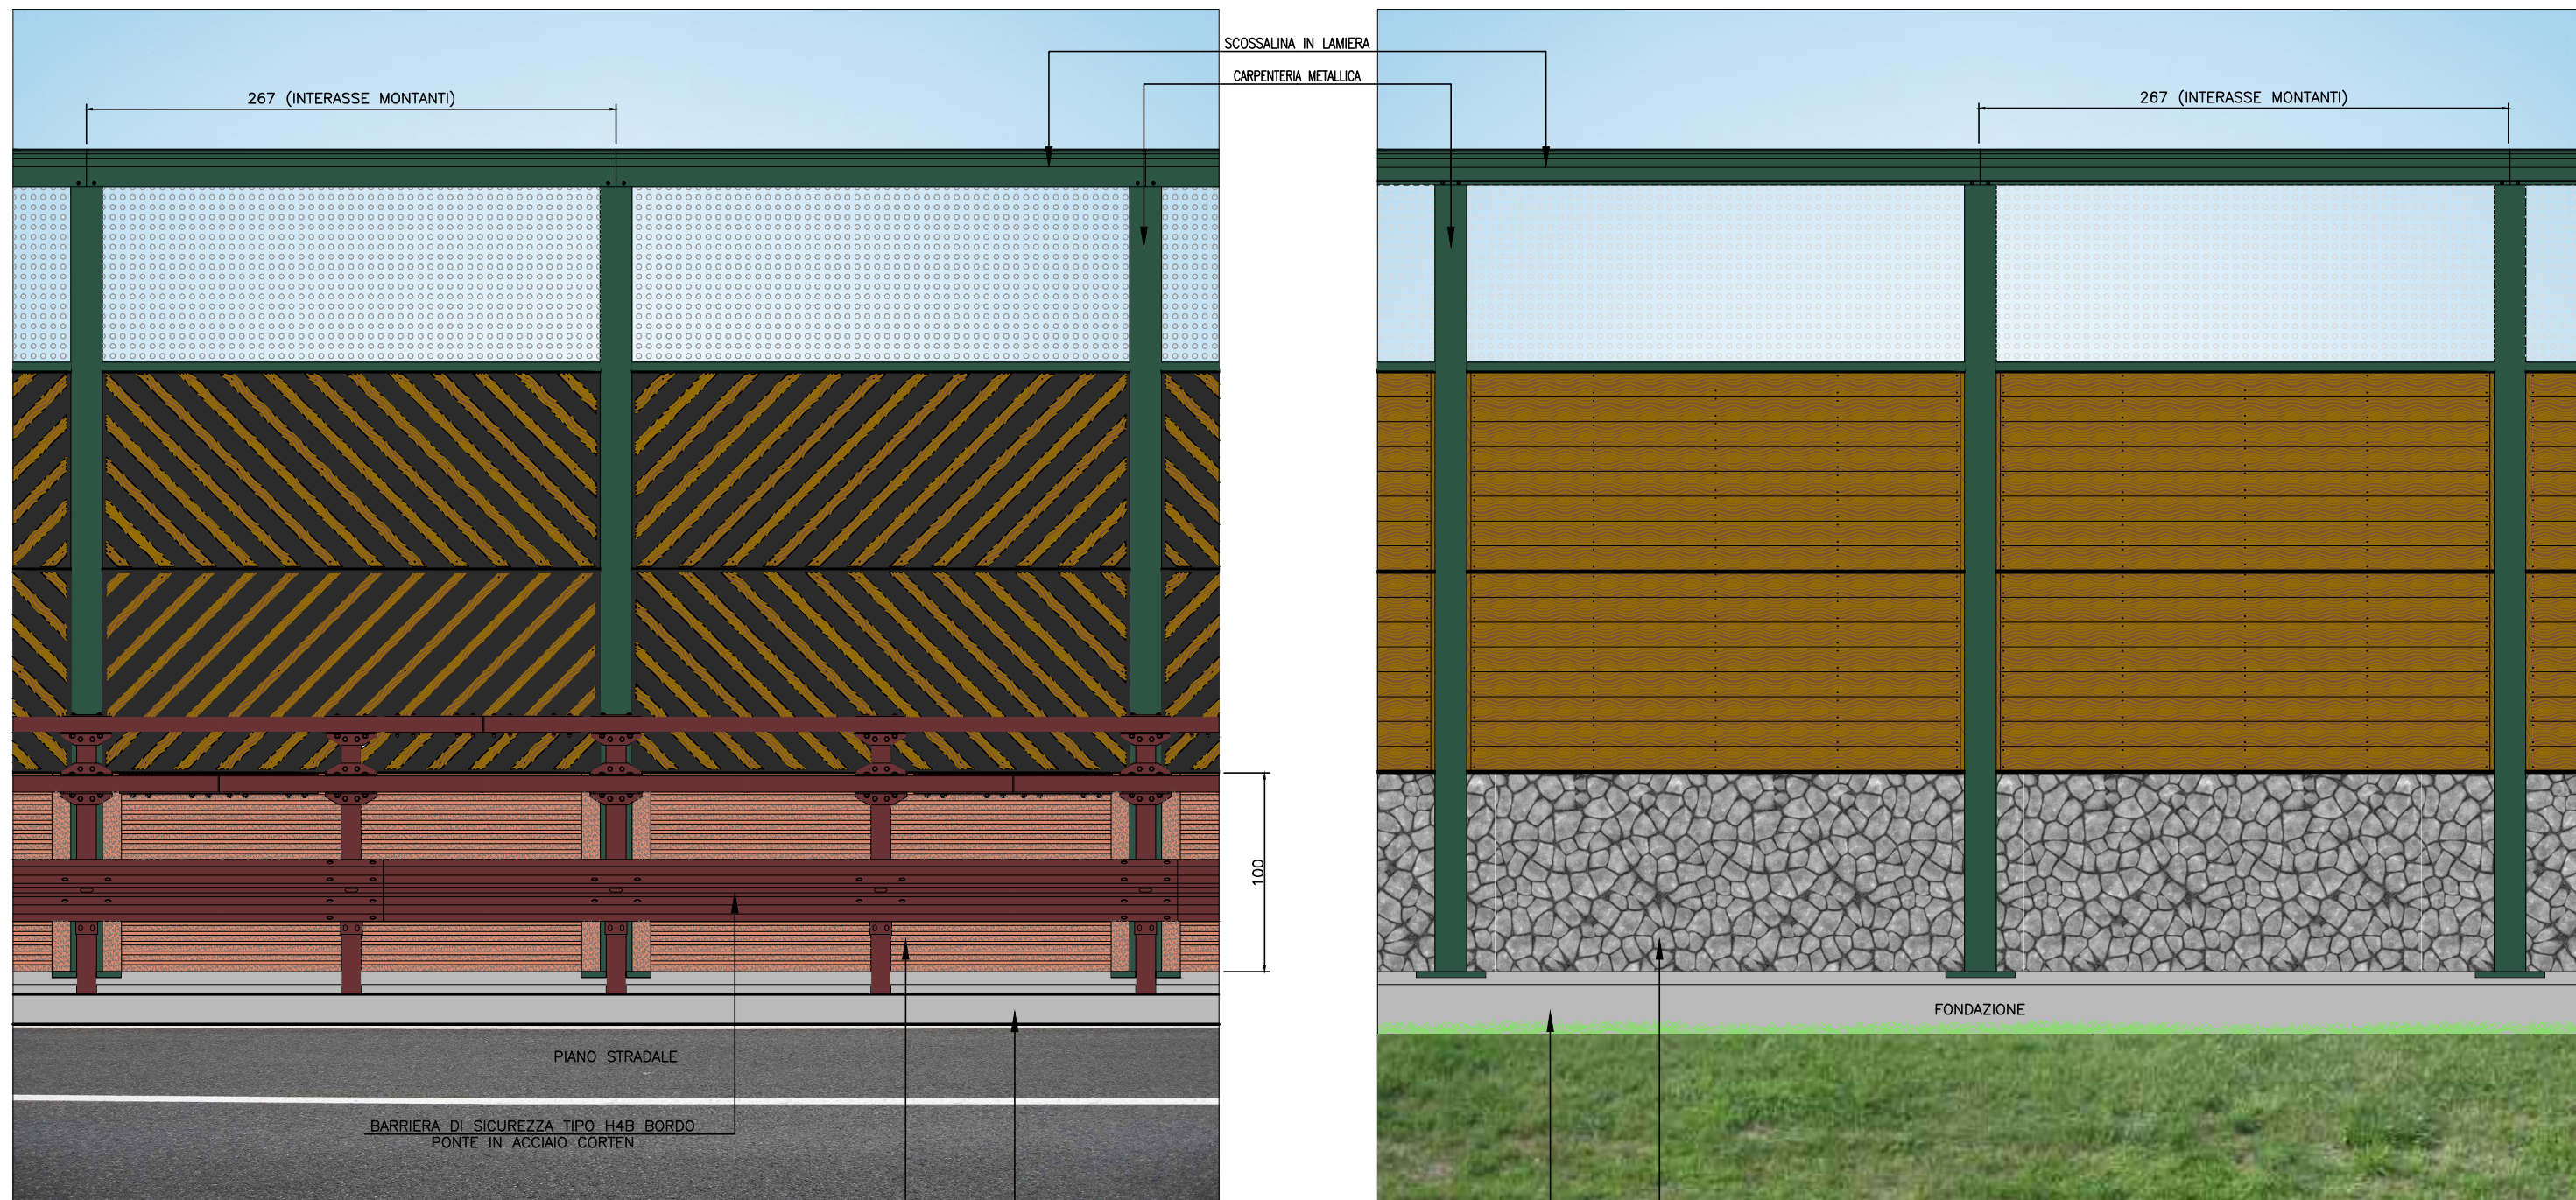 SCOSSALINA IN LAMIERA
CARPENTERIA METALLICA
267 (INTERASSE MONTANTI)
267 (INTERASSE MONTANTI)
100
FONDAZIONE
PIANO STRADALE
BARRIERA DI SICUREZZA TIPO H4B BORDO
PONTE IN ACCIAIO CORTEN